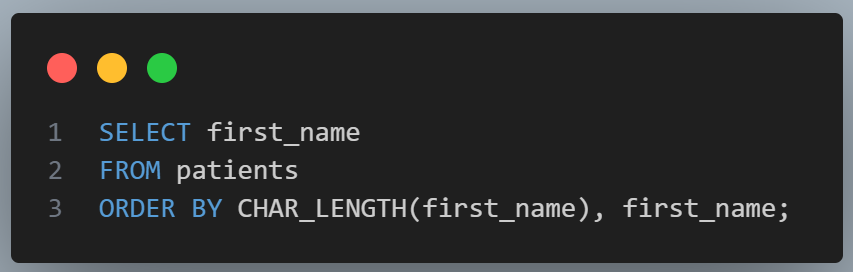 1 SELECT first_name
2 FROM patients
3 ORDER BY CHAR_LENGTH(first_name), first_name;